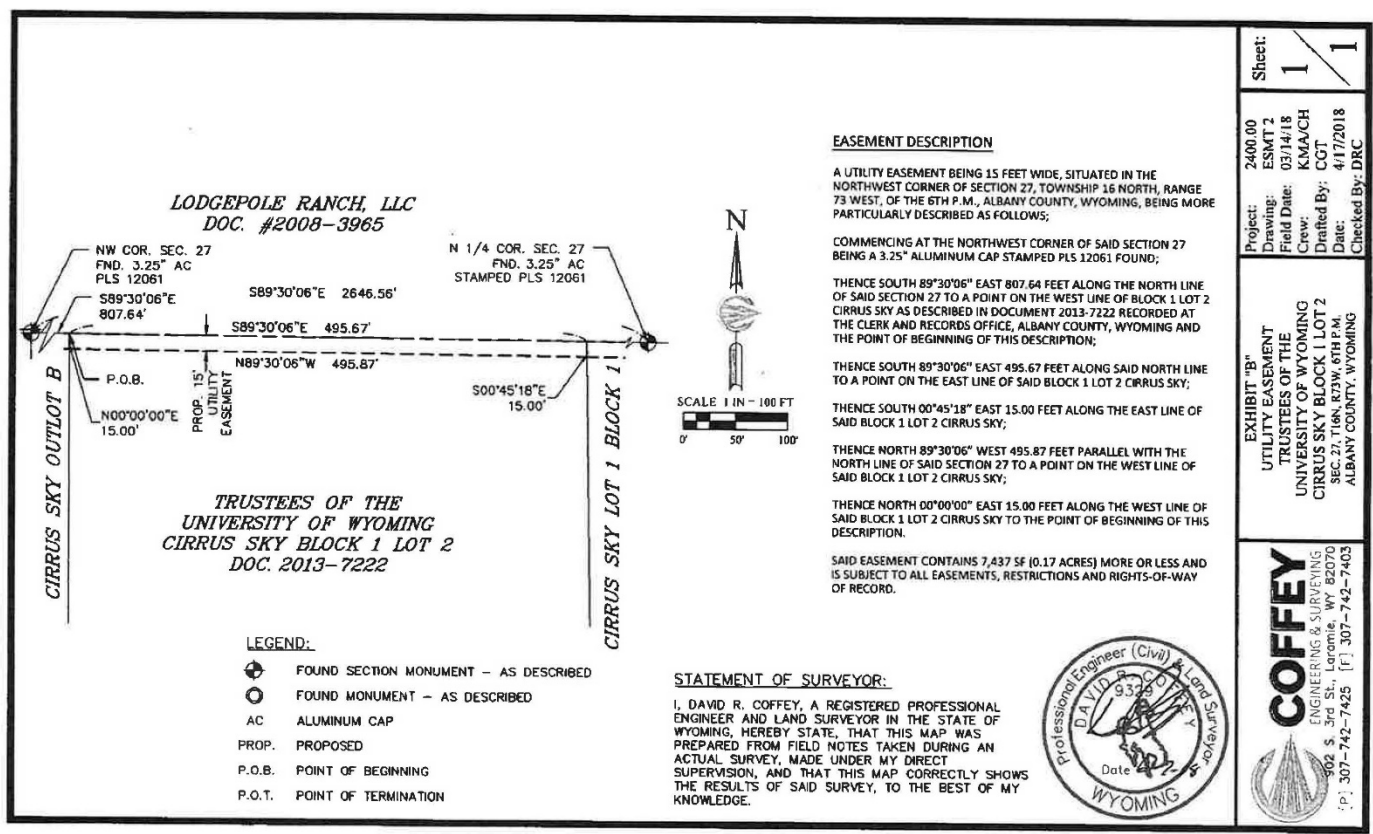 LODGEPOLE RANCH, LLC
DOC. #2008-3965
NW COR. SEC. 27
FND. 3.25" AC
PLS 12061
S89°30'06"E
807.64'
N 1/4 COR. SEC. 27
FND. 3.25" AC
STAMPED PLS 12061
S89°30'06"E 2646.56'
S89°30'06"E 495.67'
N89°30'06"W 495.87'
P.O.B.
N00°00'00"E
15.00'
PROP. 15'
UTILITY
EASEMENT
S00°45'18"E
15.00'
CIRRUS SKY OUTLOT B
CIRRUS SKY LOT 1 BLOCK 1
TRUSTEES OF THE
UNIVERSITY OF WYOMING
CIRRUS SKY BLOCK 1 LOT 2
DOC. 2013-7222
N
SCALE 1 IN = 100 FT
0' 50' 100'
LEGEND:
FOUND SECTION MONUMENT - AS DESCRIBED
FOUND MONUMENT - AS DESCRIBED
AC ALUMINUM CAP
PROP. PROPOSED
P.O.B. POINT OF BEGINNING
P.O.T. POINT OF TERMINATION
EASEMENT DESCRIPTION
A UTILITY EASEMENT BEING 15 FEET WIDE, SITUATED IN THE
NORTHWEST CORNER OF SECTION 27, TOWNSHIP 16 NORTH, RANGE
73 WEST, OF THE 6TH P.M., ALBANY COUNTY, WYOMING, BEING MORE
PARTICULARLY DESCRIBED AS FOLLOWS;
COMMENCING AT THE NORTHWEST CORNER OF SAID SECTION 27
BEING A 3.25" ALUMINUM CAP STAMPED PLS 12061 FOUND;
THENCE SOUTH 89°30'06" EAST 807.64 FEET ALONG THE NORTH LINE
OF SAID SECTION 27 TO A POINT ON THE WEST LINE OF BLOCK 1 LOT 2
CIRRUS SKY AS DESCRIBED IN DOCUMENT 2013-7222 RECORDED AT
THE CLERK AND RECORDS OFFICE, ALBANY COUNTY, WYOMING AND
THE POINT OF BEGINNING OF THIS DESCRIPTION;
THENCE SOUTH 89°30'06" EAST 495.67 FEET ALONG SAID NORTH LINE
TO A POINT ON THE EAST LINE OF SAID BLOCK 1 LOT 2 CIRRUS SKY;
THENCE SOUTH 00°45'18" EAST 15.00 FEET ALONG THE EAST LINE OF
SAID BLOCK 1 LOT 2 CIRRUS SKY;
THENCE NORTH 89°30'06" WEST 495.87 FEET PARALLEL WITH THE
NORTH LINE OF SAID SECTION 27 TO A POINT ON THE WEST LINE OF
SAID BLOCK 1 LOT 2 CIRRUS SKY;
THENCE NORTH 00°00'00" EAST 15.00 FEET ALONG THE WEST LINE OF
SAID BLOCK 1 LOT 2 CIRRUS SKY TO THE POINT OF BEGINNING OF THIS
DESCRIPTION.
SAID EASEMENT CONTAINS 7,437 SF (0.17 ACRES) MORE OR LESS AND
IS SUBJECT TO ALL EASEMENTS, RESTRICTIONS AND RIGHTS-OF-WAY
OF RECORD.
STATEMENT OF SURVEYOR:
I, DAVID R. COFFEY, A REGISTERED PROFESSIONAL
ENGINEER AND LAND SURVEYOR IN THE STATE OF
WYOMING, HEREBY STATE, THAT THIS MAP WAS
PREPARED FROM FIELD NOTES TAKEN DURING AN
ACTUAL SURVEY, MADE UNDER MY DIRECT
SUPERVISION, AND THAT THIS MAP CORRECTLY SHOWS
THE RESULTS OF SAID SURVEY, TO THE BEST OF MY
KNOWLEDGE.
Professional Engineer (Civil) & Land Surveyor
DAVID R. COFFEY
9329
Date
WYOMING
Sheet:
1/1
Project: 2400.00
Drawing: ESMT 2
Field Date: 03/14/18
Crew: KMA/CH
Drafted By: CGT
Date: 4/17/2018
Checked By: DRC
EXHIBIT "B"
UTILITY EASEMENT
TRUSTEES OF THE
UNIVERSITY OF WYOMING
CIRRUS SKY BLOCK 1 LOT 2
SEC. 27, T16N, R73W, 6TH P.M.
ALBANY COUNTY, WYOMING
COFFEY
ENGINEERING & SURVEYING
902 S. 3rd St., Laramie, WY 82070
[P] 307-742-7425 [F] 307-742-7403